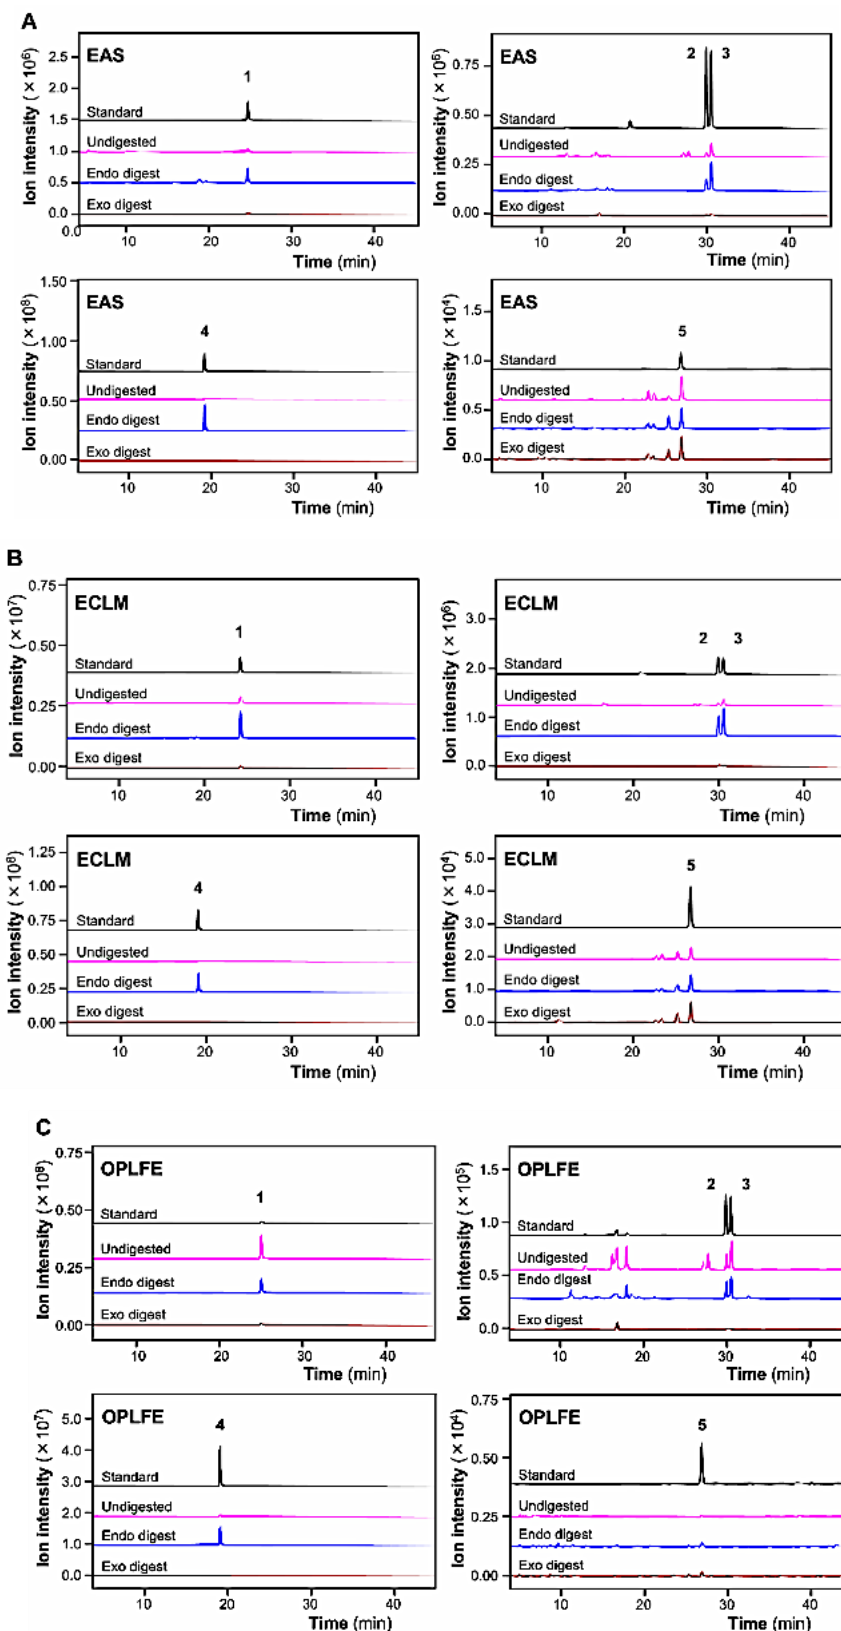 A
EAS
1
Ion intensity (×10⁶)
2.5
2.0
1.5
1.0
0.5
0.0
0.0
Standard
Undigested
Endo digest
Exo digest
10 20 30 40
Time (min)
EAS
2 3
Ion intensity (×10⁶)
0.75
0.50
0.25
0.00
Standard
Undigested
Endo digest
Exo digest
10 20 30 40
Time (min)
EAS
4
Ion intensity (×10⁸)
1.50
1.00
0.50
0.00
Standard
Undigested
Endo digest
Exo digest
10 20 30 40
Time (min)
EAS
5
Ion intensity (×10⁴)
1.5
1.0
0.5
0.0
Standard
Undigested
Endo digest
Exo digest
10 20 30 40
Time (min)
B
ECLM
1
Ion intensity (×10⁷)
0.75
0.50
0.25
0.00
Standard
Undigested
Endo digest
Exo digest
10 20 30 40
Time (min)
ECLM
2 3
Ion intensity (×10⁶)
3.0
2.0
1.0
0.0
Standard
Undigested
Endo digest
Exo digest
10 20 30 40
Time (min)
ECLM
4
Ion intensity (×10⁸)
1.25
1.00
0.75
0.50
0.25
0.00
Standard
Undigested
Endo digest
Exo digest
10 20 30 40
Time (min)
ECLM
5
Ion intensity (×10⁴)
5.0
4.0
3.0
2.0
1.0
0.0
Standard
Undigested
Endo digest
Exo digest
10 20 30 40
Time (min)
C
OPLFE
1
Ion intensity (×10⁸)
0.75
0.50
0.25
0.00
Standard
Undigested
Endo digest
Exo digest
10 20 30 40
Time (min)
OPLFE
2 3
Ion intensity (×10⁵)
1.5
1.0
0.5
0.0
Standard
Undigested
Endo digest
Exo digest
10 20 30 40
Time (min)
OPLFE
4
Ion intensity (×10⁷)
5.0
4.0
3.0
2.0
1.0
0.0
Standard
Undigested
Endo digest
Exo digest
10 20 30 40
Time (min)
OPLFE
5
Ion intensity (×10⁴)
0.75
0.50
0.25
0.00
Standard
Undigested
Endo digest
Exo digest
10 20 30 40
Time (min)